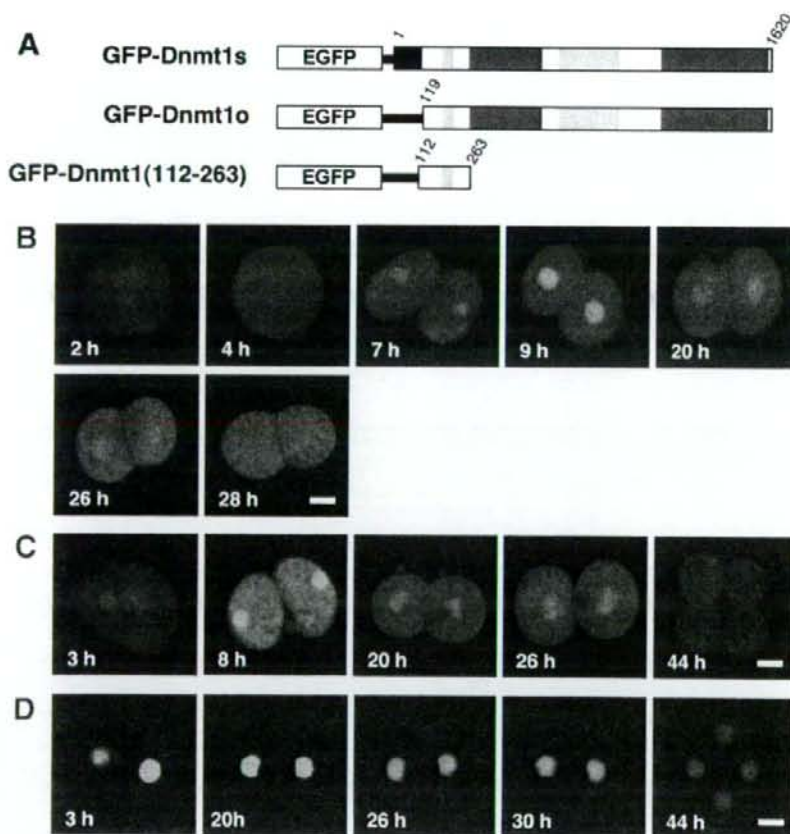 A
GFP-Dnmt1s EGFP 1 1620
GFP-Dnmt1o EGFP 119
GFP-Dnmt1(112-263) EGFP 112 263
B
2 h 4 h 7 h 9 h 20 h
26 h 28 h
C
3 h 8 h 20 h 26 h 44 h
D
3 h 20h 26 h 30 h 44 h